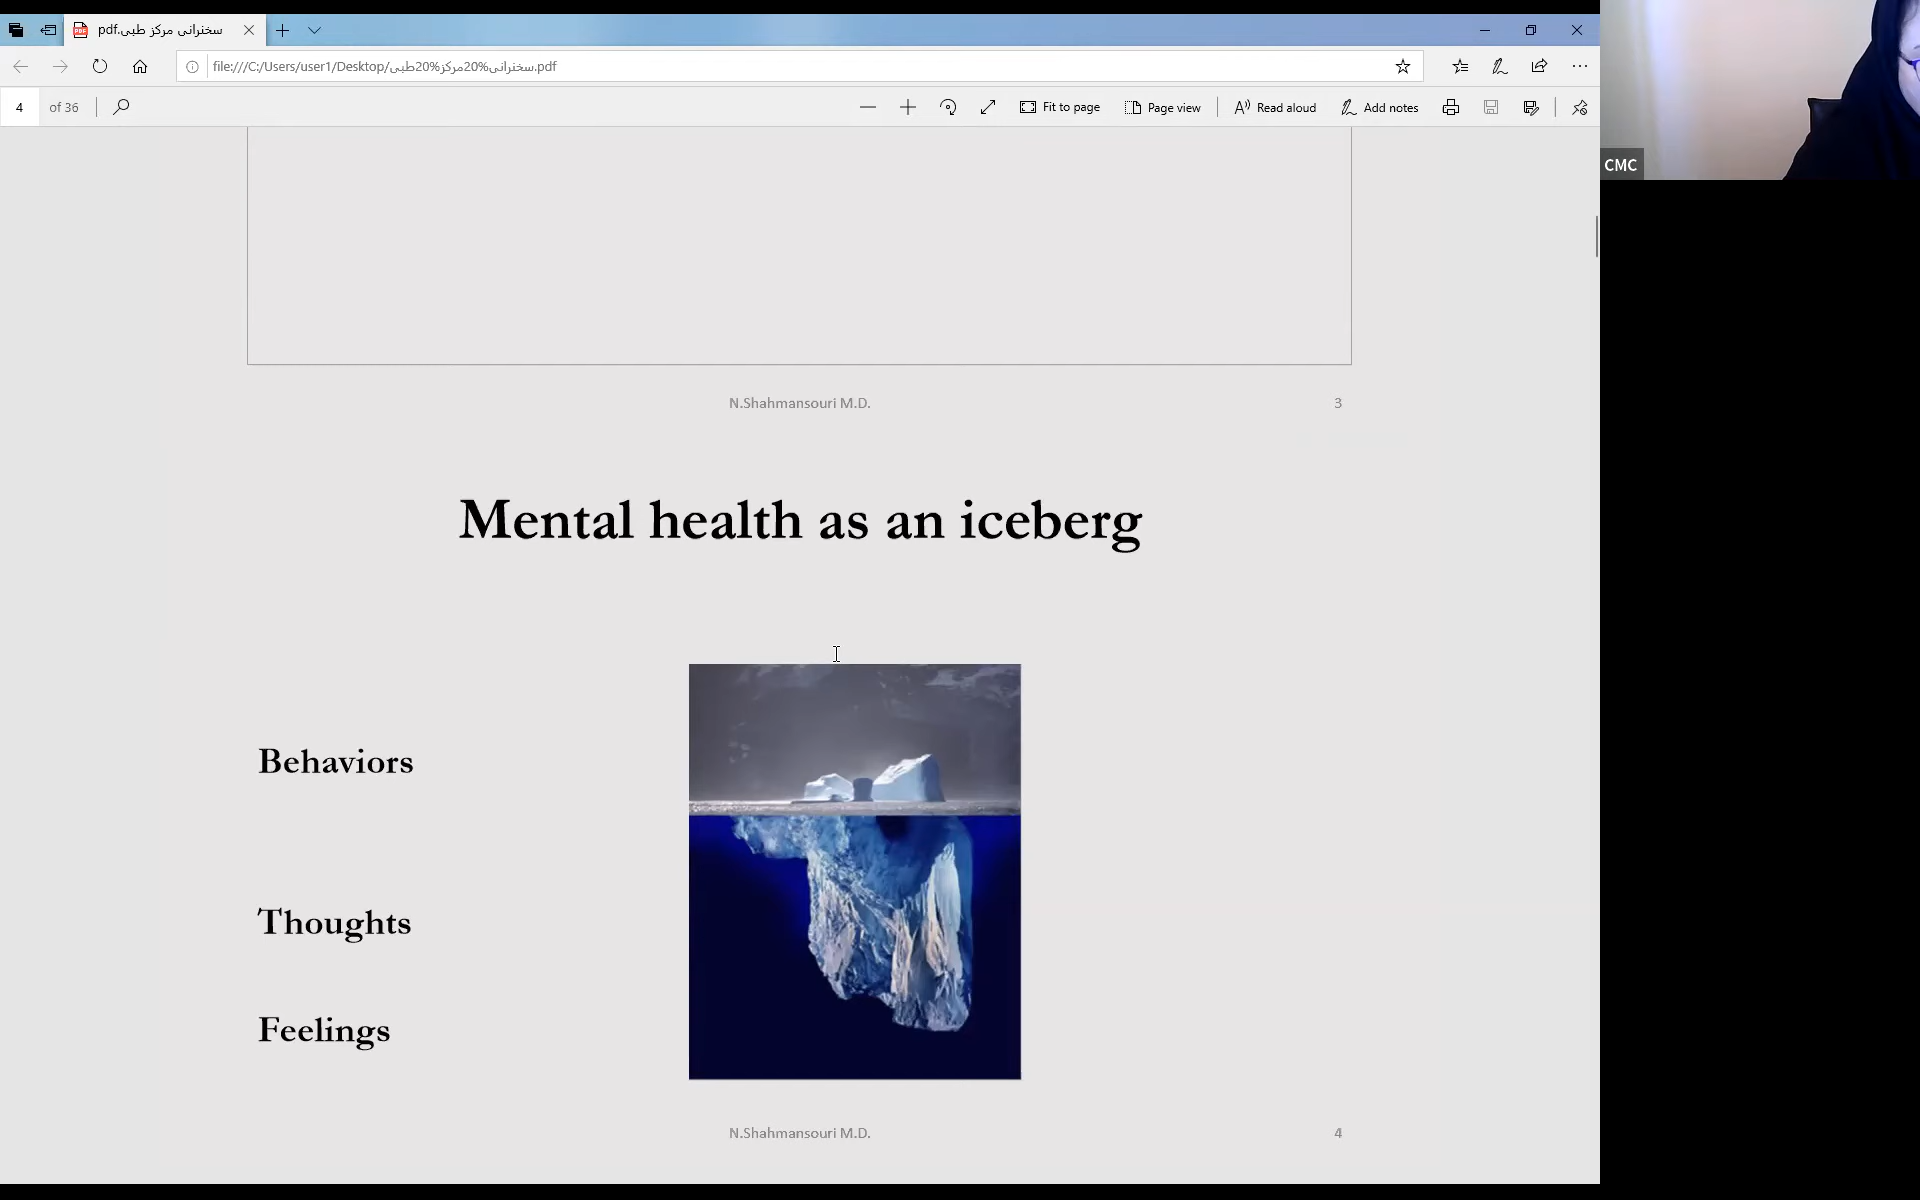 سخنرانی مرکز طبی.pdf
file:///C:/Users/user1/Desktop/سخنرانی%20مرکز%20طبی.pdf
4 of 36
Fit to page
Page view
Read aloud
Add notes
CMC
N.Shahmansouri M.D.
3
Mental health as an iceberg
Behaviors
Thoughts
Feelings
N.Shahmansouri M.D.
4